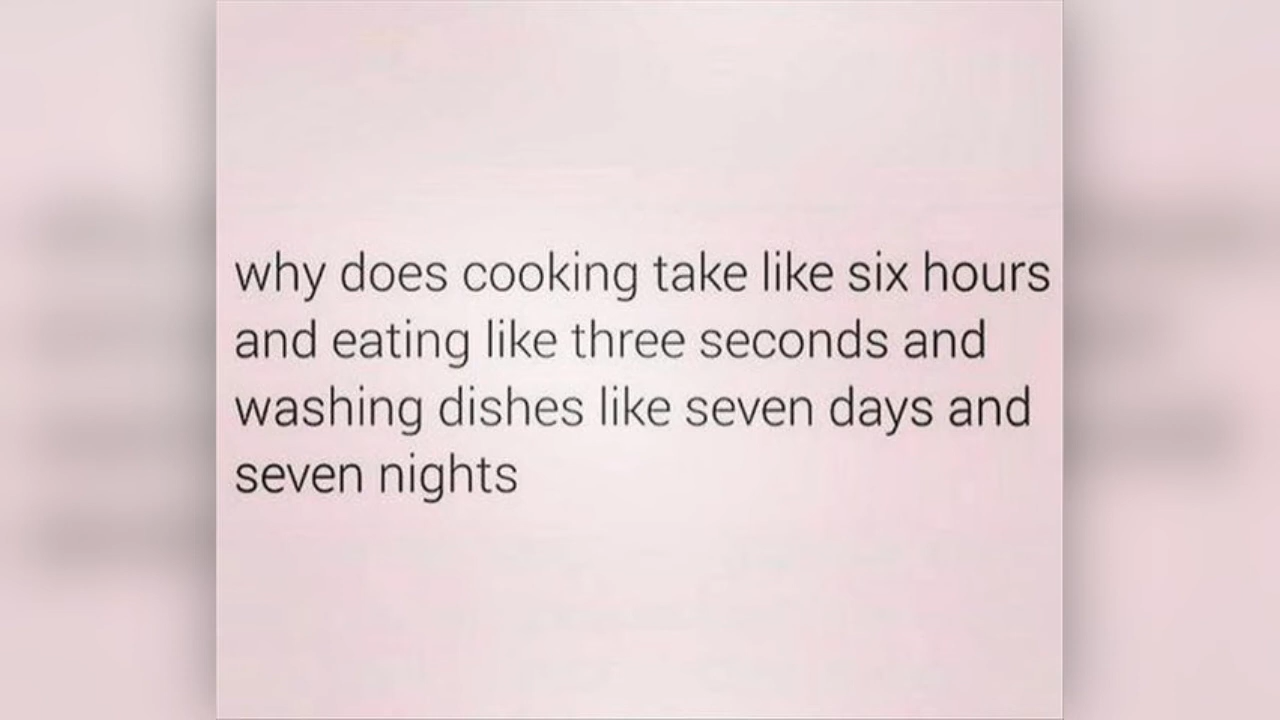 why does cooking take like six hours
and eating like three seconds and
washing dishes like seven days and
seven nights